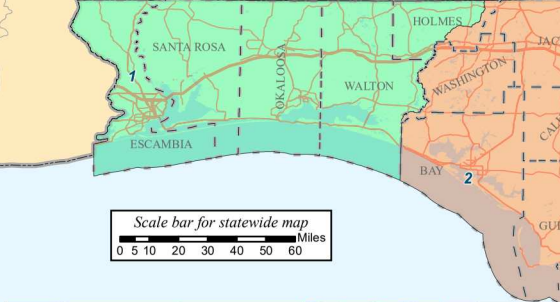 HOLMES
SANTA ROSA
JAC
OKALOOSA
WASHINGTON
1
WALTON
CAL
ESCAMBIA
BAY
2
GU
Scale bar for statewide map
Miles
0 5 10 20 30 40 50 60